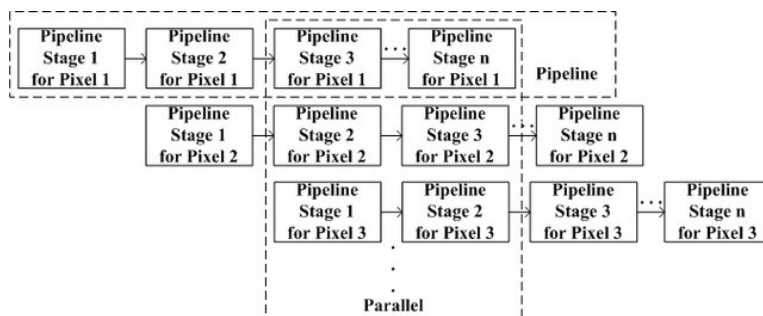 Pipeline Stage 1 for Pixel 1
Pipeline Stage 2 for Pixel 1
Pipeline Stage 3 for Pixel 1
...
Pipeline Stage n for Pixel 1
Pipeline
Pipeline Stage 1 for Pixel 2
Pipeline Stage 2 for Pixel 2
Pipeline Stage 3 for Pixel 2
...
Pipeline Stage n for Pixel 2
Pipeline Stage 1 for Pixel 3
Pipeline Stage 2 for Pixel 3
Pipeline Stage 3 for Pixel 3
...
Pipeline Stage n for Pixel 3
Parallel